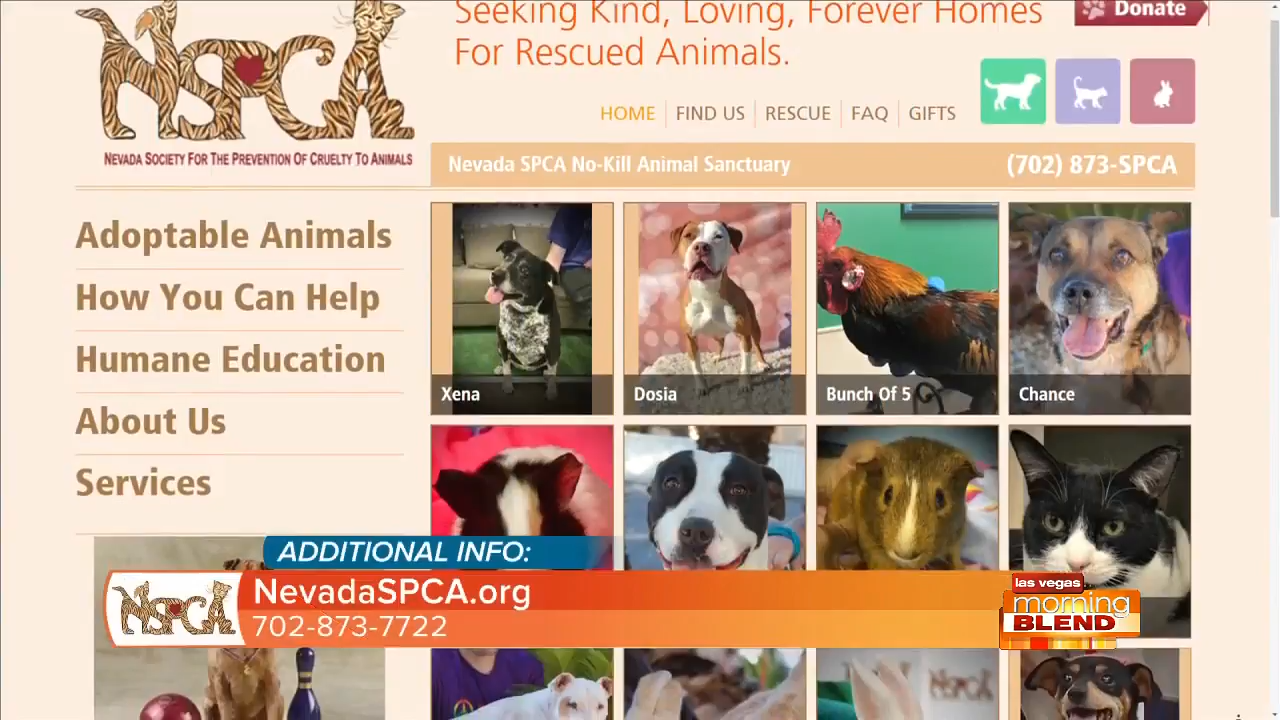 Seeking Kind, Loving, Forever Homes
For Rescued Animals.
Donate
NSPCA
NEVADA SOCIETY FOR THE PREVENTION OF CRUELTY TO ANIMALS
HOME FIND US RESCUE FAQ GIFTS
Nevada SPCA No-Kill Animal Sanctuary (702) 873-SPCA
Adoptable Animals
How You Can Help
Humane Education
About Us
Services
Xena Dosia Bunch Of 5 Chance
ADDITIONAL INFO:
NSPCA
NevadaSPCA.org
702-873-7722
las vegas
morning
BLEND
NSPCA